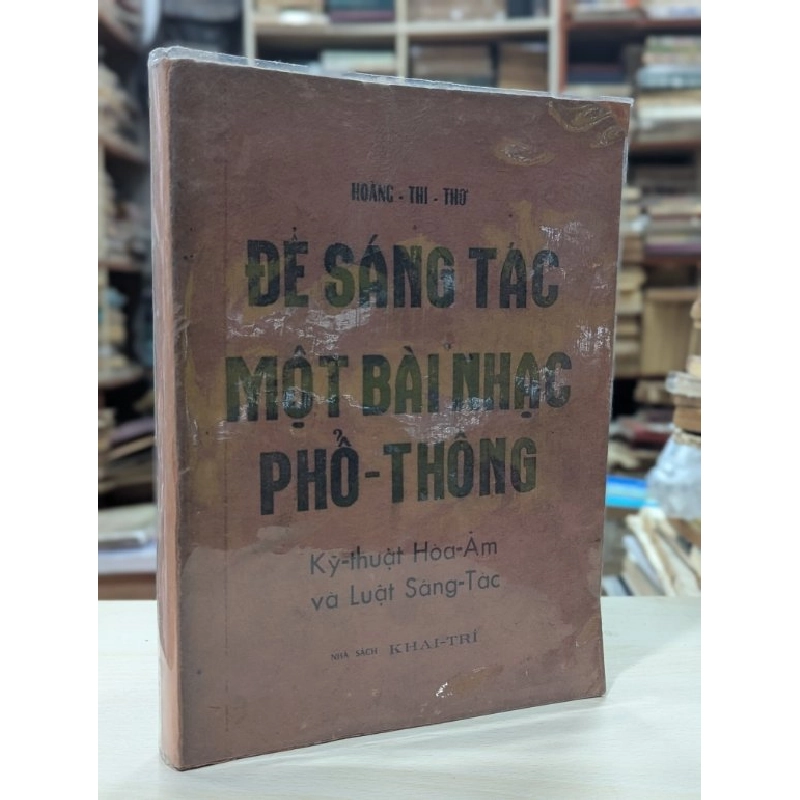 HOÀNG - THI - THƠ
ĐỂ SÁNG TÁC
MỘT BÀI NHẠC
PHỔ-THÔNG
Kỹ-thuật Hòa-Âm
và Luật Sáng-Tác
NHÀ SÁCH KHAI-TRÍ